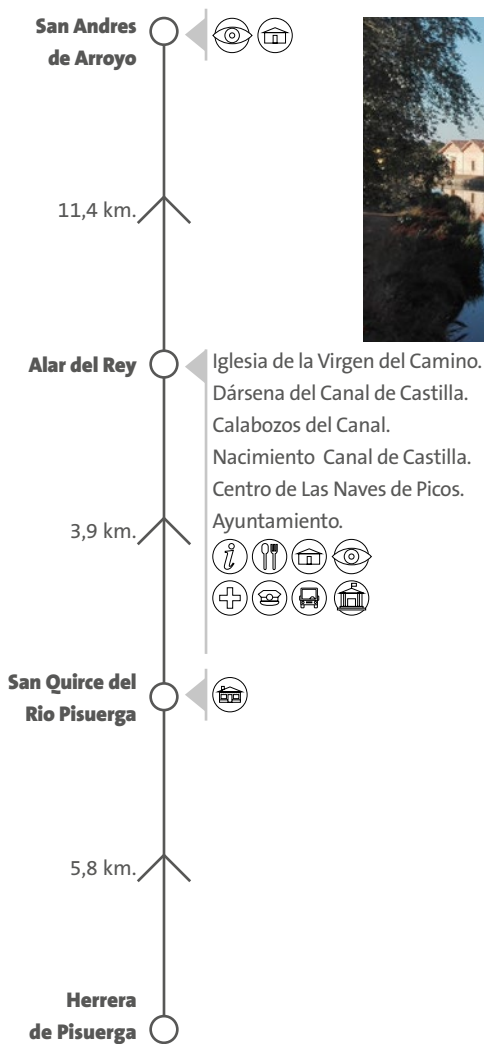 San Andres
de Arroyo
11,4 km.
Alar del Rey
Iglesia de la Virgen del Camino.
Dársena del Canal de Castilla.
Calabozos del Canal.
Nacimiento Canal de Castilla.
Centro de Las Naves de Picos.
Ayuntamiento.
i
3,9 km.
San Quirce del
Rio Pisuerga
5,8 km.
Herrera
de Pisuerga